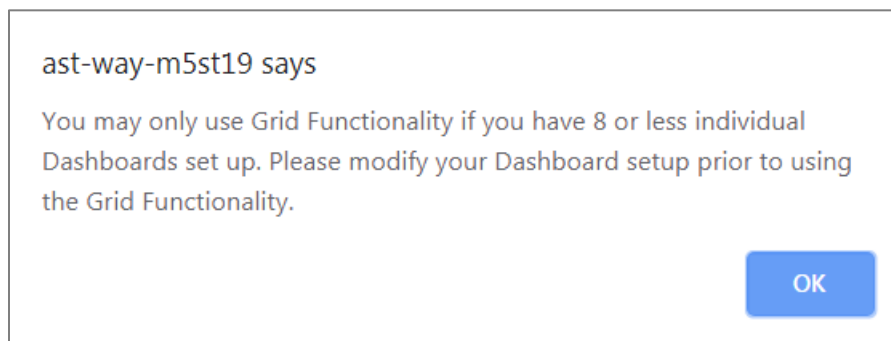 ast-way-m5st19 says
You may only use Grid Functionality if you have 8 or less individual
Dashboards set up. Please modify your Dashboard setup prior to using
the Grid Functionality.
OK